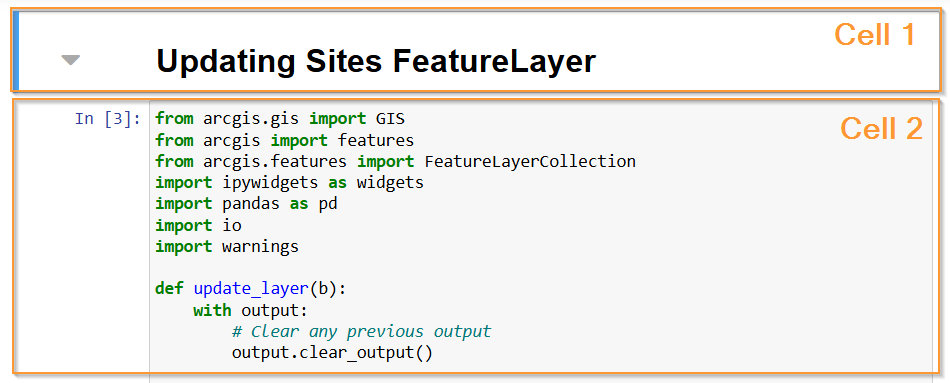 Cell 1
Updating Sites FeatureLayer
Cell 2
In [3]:
from arcgis.gis import GIS
from arcgis import features
from arcgis.features import FeatureLayerCollection
import ipywidgets as widgets
import pandas as pd
import io
import warnings
def update_layer(b):
with output:
# Clear any previous output
output.clear_output()